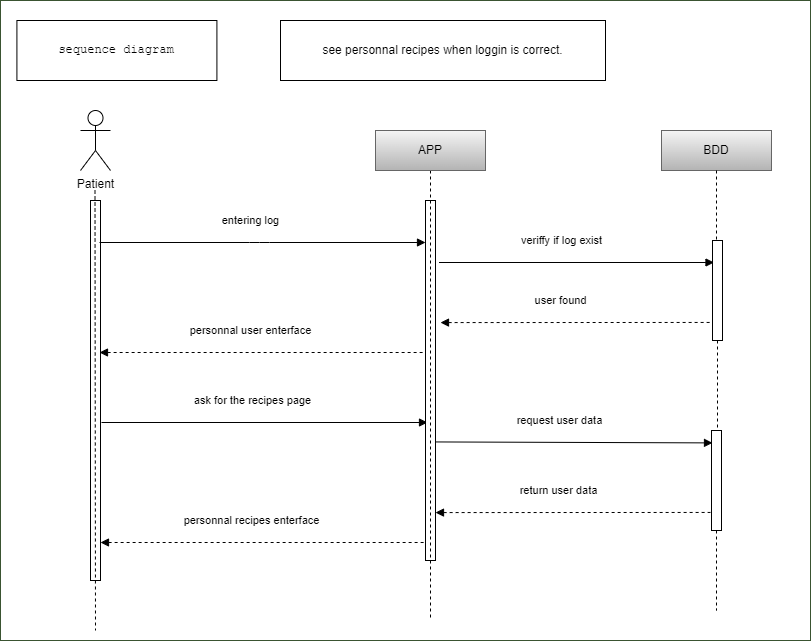 sequence diagram
see personnal recipes when loggin is correct.
Patient
APP
BDD
entering log
veriffy if log exist
user found
personnal user enterface
ask for the recipes page
request user data
return user data
personnal recipes enterface